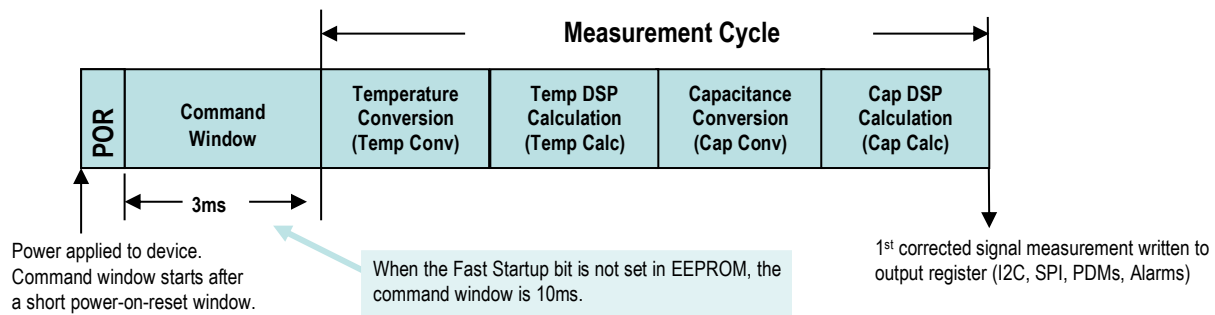 Measurement Cycle
POR
Command
Window
Temperature
Conversion
(Temp Conv)
Temp DSP
Calculation
(Temp Calc)
Capacitance
Conversion
(Cap Conv)
Cap DSP
Calculation
(Cap Calc)
3ms
Power applied to device.
Command window starts after
a short power-on-reset window.
When the Fast Startup bit is not set in EEPROM, the
command window is 10ms.
1st corrected signal measurement written to
output register (I2C, SPI, PDMs, Alarms)